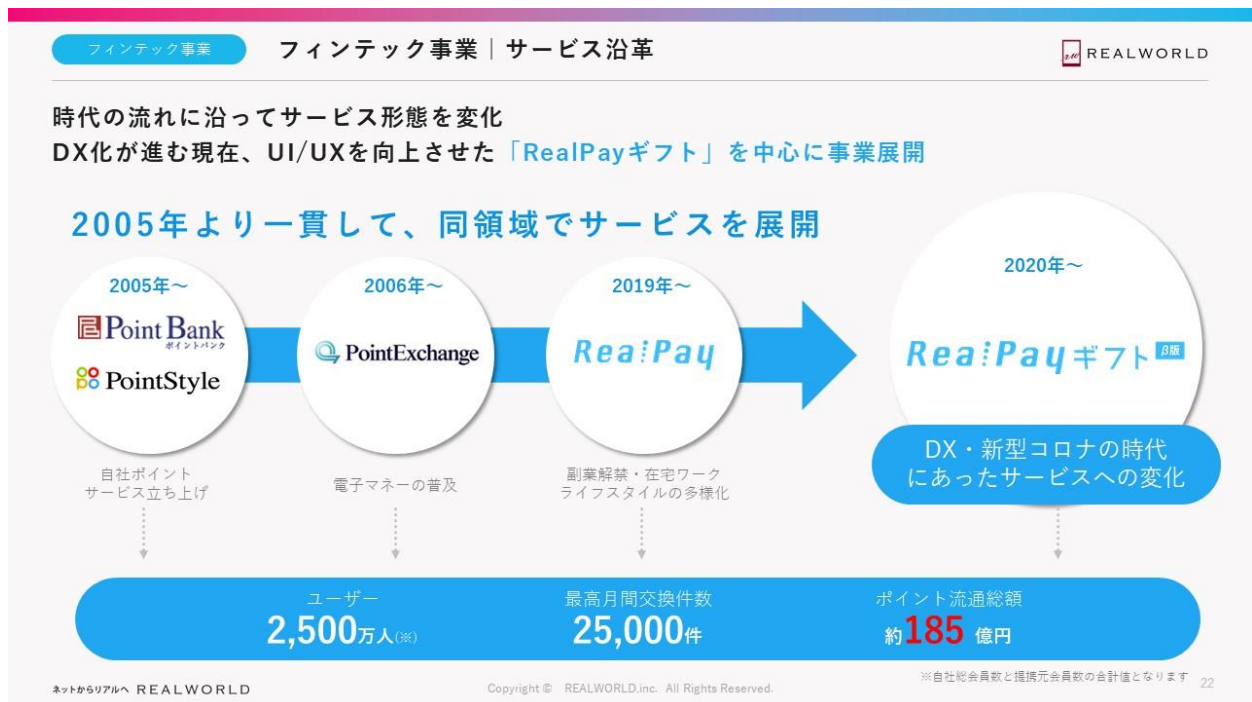 フィンテック事業
フィンテック事業｜サービス沿革
REALWORLD
時代の流れに沿ってサービス形態を変化
DX化が進む現在、UI/UXを向上させた「RealPayギフト」を中心に事業展開
2005年より一貫して、同領域でサービスを展開
2005年～
Point Bank
ポイントバンク
PointStyle
2006年～
PointExchange
2019年～
RealPay
2020年～
RealPayギフト β版
自社ポイント
サービス立ち上げ
電子マネーの普及
副業解禁・在宅ワーク
ライフスタイルの多様化
DX・新型コロナの時代
にあったサービスへの変化
ユーザー
2,500万人(※)
最高月間交換件数
25,000件
ポイント流通総額
約185 億円
※自社総会員数と提携元会員数の合計値となります
ネットからリアルへ REALWORLD
Copyright © REALWORLD,inc. All Rights Reserved.
22